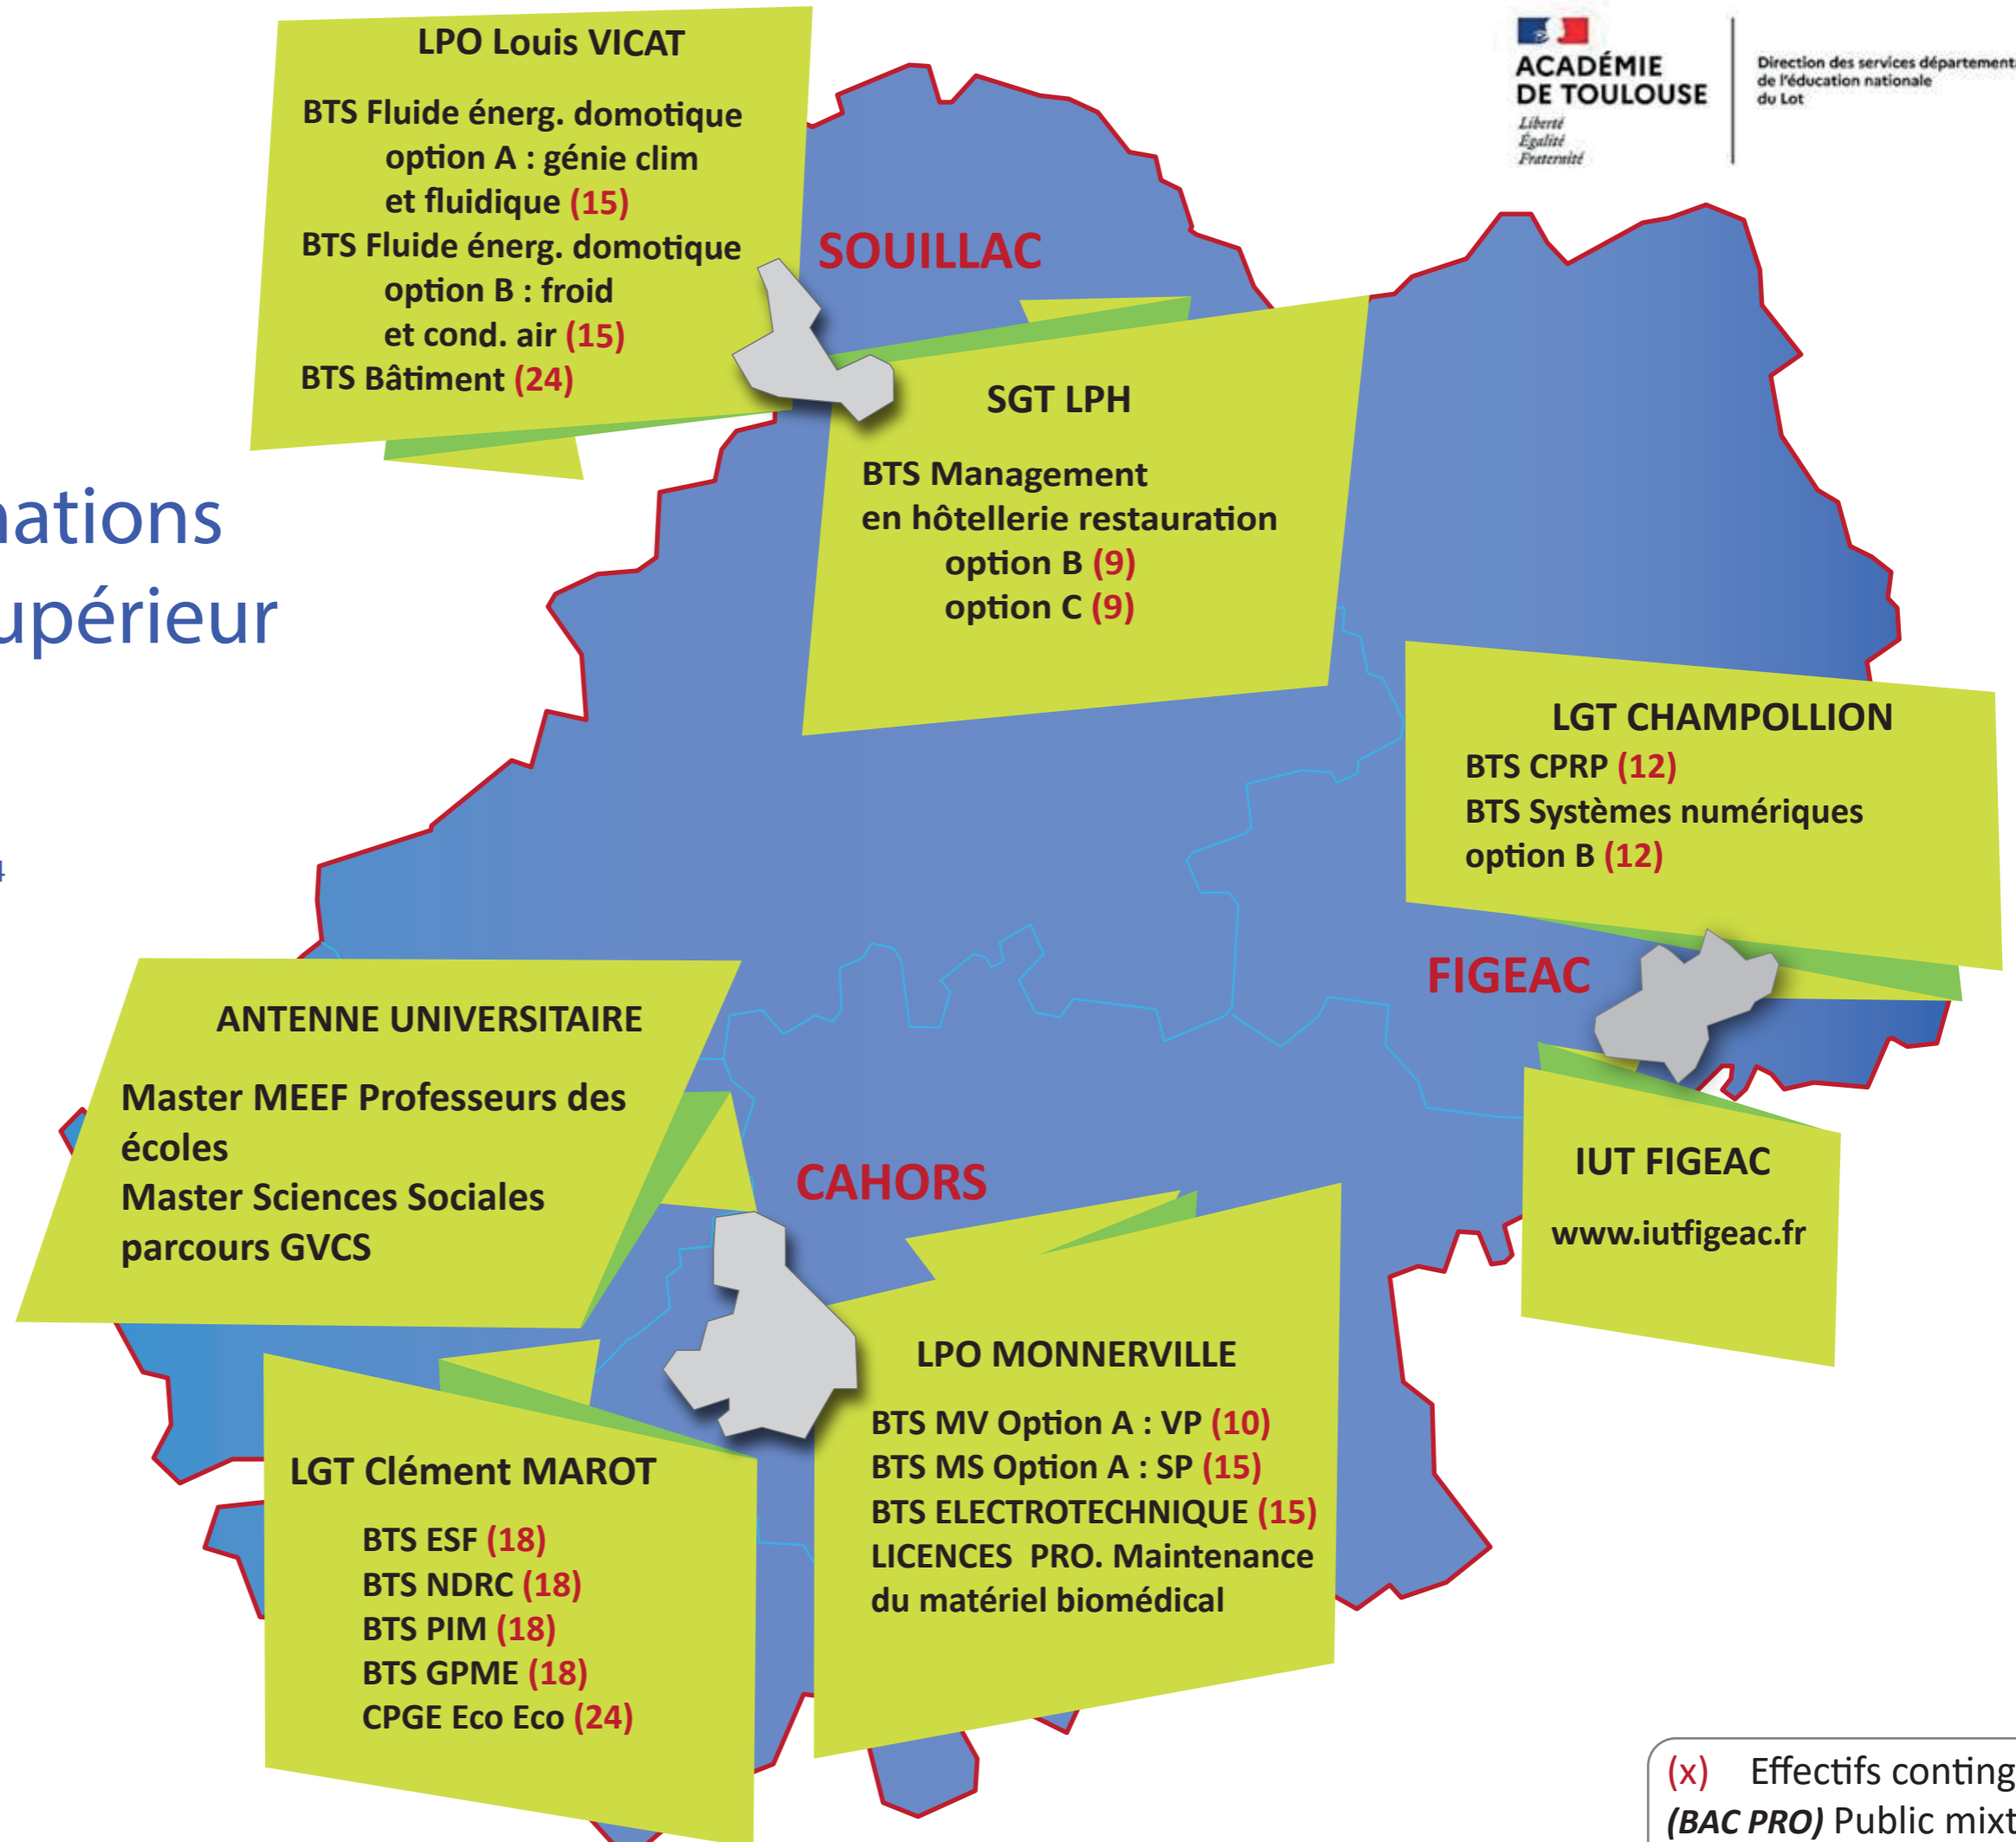 LPO Louis VICAT
BTS Fluide énerg. domotique
option A : génie clim
et fluidique (15)
BTS Fluide énerg. domotique
option B : froid
et cond. air (15)
BTS Bâtiment (24)
ACADÉMIE
DE TOULOUSE
Liberté
Égalité
Fraternité
Direction des services département
de l'éducation nationale
du Lot
SOUILLAC
SGT LPH
BTS Management
en hôtellerie restauration
option B (9)
option C (9)
nations
upérieur
4
LGT CHAMPOLLION
BTS CPRP (12)
BTS Systèmes numériques
option B (12)
FIGEAC
ANTENNE UNIVERSITAIRE
Master MEEF Professeurs des
écoles
Master Sciences Sociales
parcours GVCS
CAHORS
IUT FIGEAC
www.iutfigeac.fr
LPO MONNERVILLE
BTS MV Option A : VP (10)
BTS MS Option A : SP (15)
BTS ELECTROTECHNIQUE (15)
LICENCES PRO. Maintenance
du matériel biomédical
LGT Clément MAROT
BTS ESF (18)
BTS NDRC (18)
BTS PIM (18)
BTS GPME (18)
CPGE Eco Eco (24)
(x) Effectifs conting
(BAC PRO) Public mixt